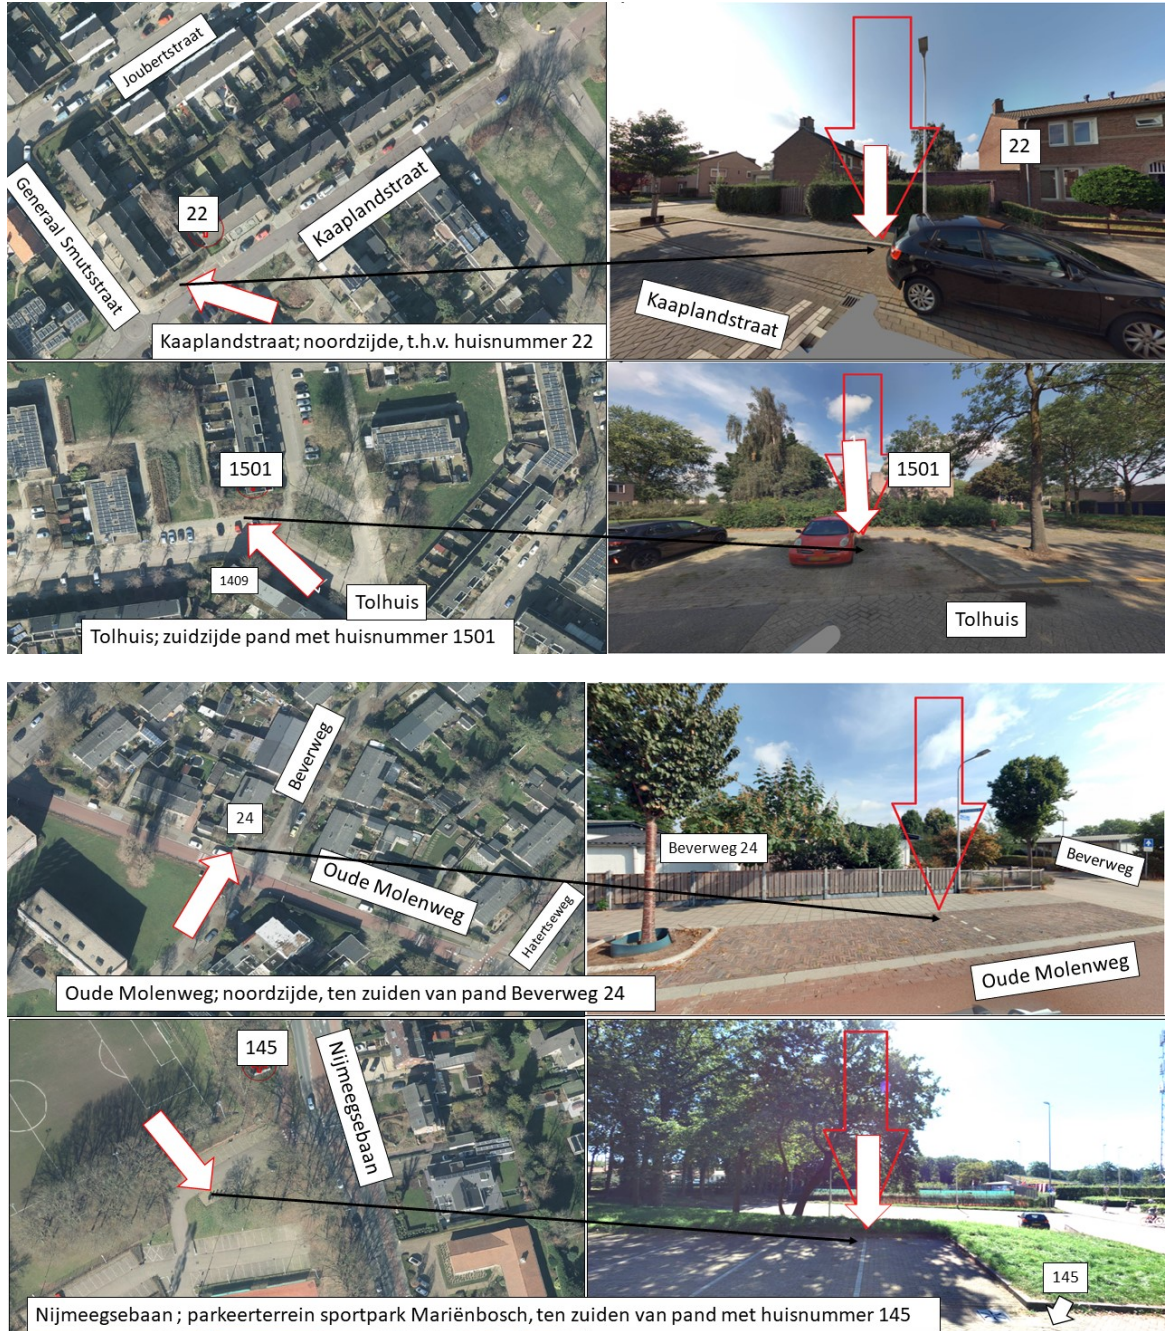 Joubertstraat
Generaal Smutsstraat
22
Kaaplandstraat
Kaaplandstraat; noordzijde, t.h.v. huisnummer 22
22
Kaaplandstraat
1501
1409
Tolhuis
Tolhuis; zuidzijde pand met huisnummer 1501
1501
Tolhuis
Beverweg
24
Oude Molenweg
Hatertseweg
Oude Molenweg; noordzijde, ten zuiden van pand Beverweg 24
Beverweg 24
Beverweg
Oude Molenweg
145
Nijmeegsebaan
Nijmeegsebaan ; parkeerterrein sportpark Mariënbosch, ten zuiden van pand met huisnummer 145
145